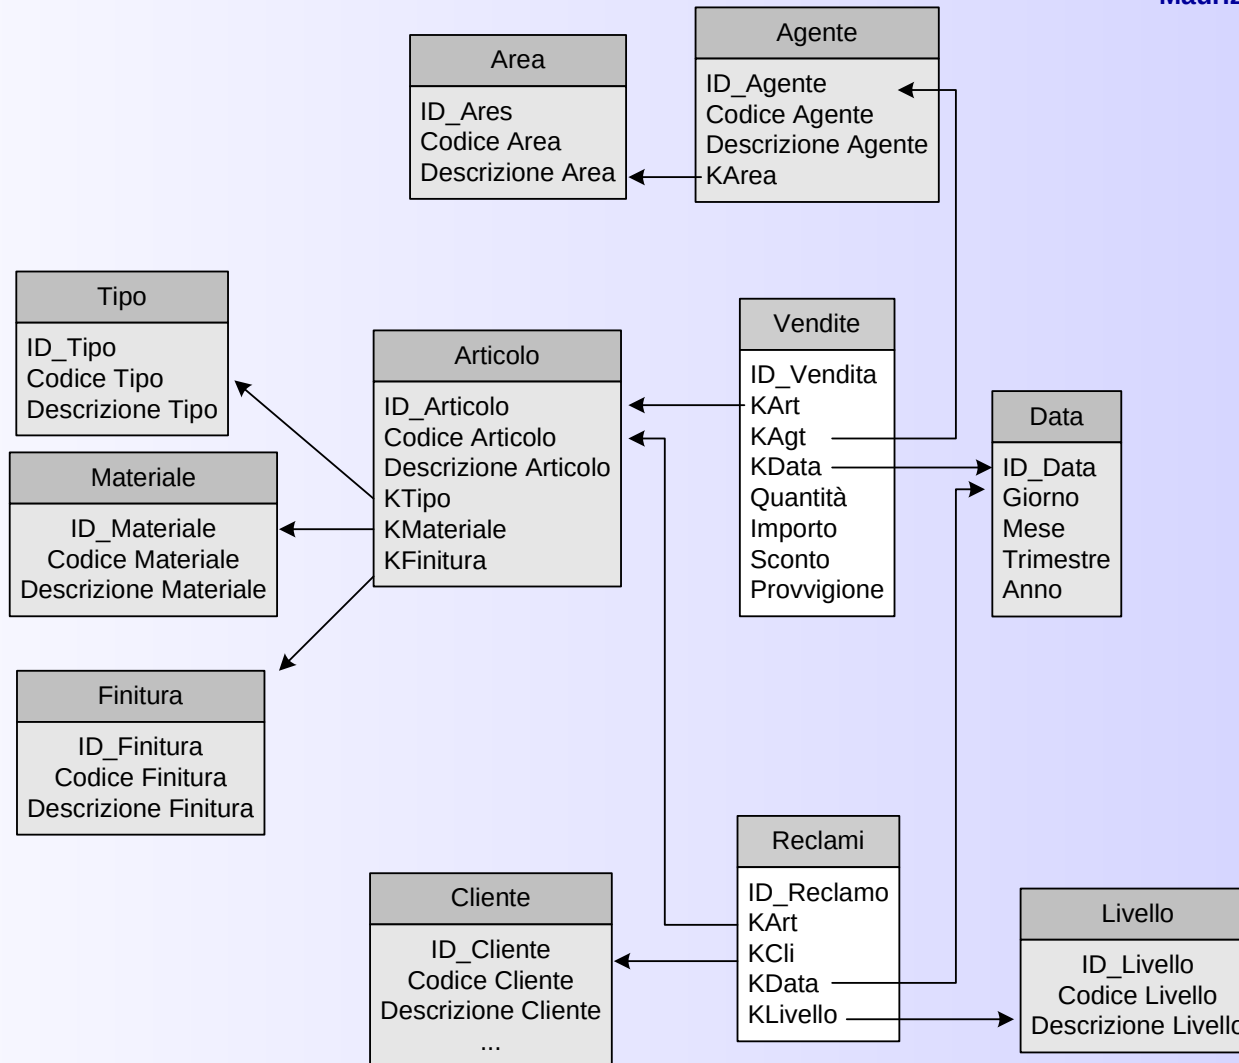 Area
ID_Ares
Codice Area
Descrizione Area
Agente
ID_Agente
Codice Agente
Descrizione Agente
KArea
Tipo
ID_Tipo
Codice Tipo
Descrizione Tipo
Materiale
ID_Materiale
Codice Materiale
Descrizione Materiale
Finitura
ID_Finitura
Codice Finitura
Descrizione Finitura
Articolo
ID_Articolo
Codice Articolo
Descrizione Articolo
KTipo
KMateriale
KFinitura
Vendite
ID_Vendita
KArt
KAgt
KData
Quantità
Importo
Sconto
Provvigione
Data
ID_Data
Giorno
Mese
Trimestre
Anno
Cliente
ID_Cliente
Codice Cliente
Descrizione Cliente
...
Reclami
ID_Reclamo
KArt
KCli
KData
KLivello
Livello
ID_Livello
Codice Livello
Descrizione Livello